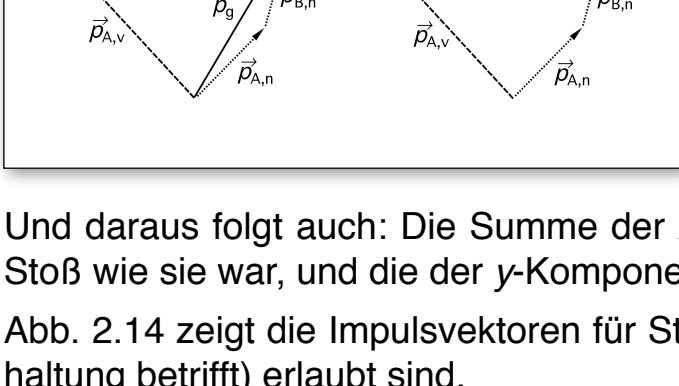 p⃗g p⃗B,n p⃗B,n
p⃗A,v p⃗A,v
p⃗A,n p⃗A,n
Und daraus folgt auch: Die Summe der
Stoß wie sie war, und die der y-Kompone
Abb. 2.14 zeigt die Impulsvektoren für St
haltung betrifft) erlaubt sind.